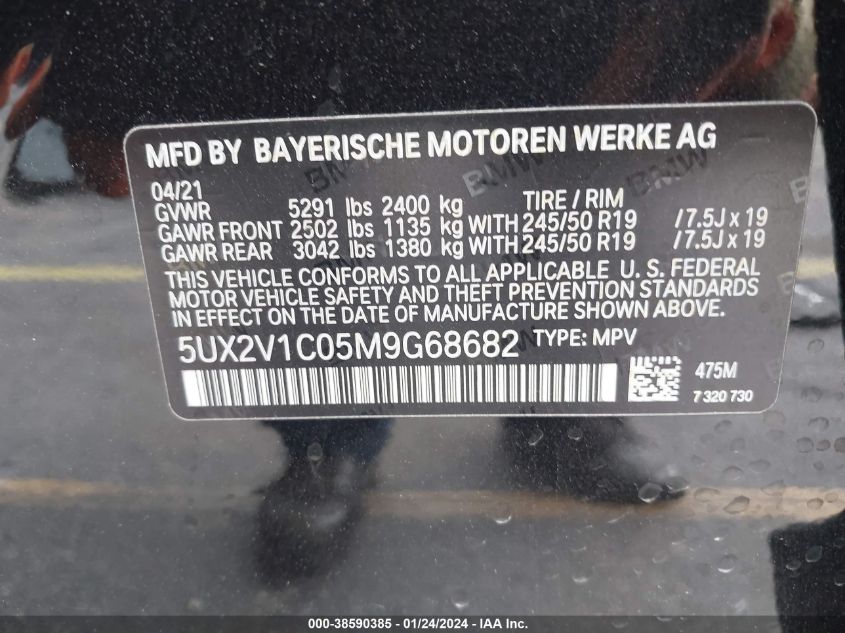 MFD BY BAYERISCHE MOTOREN WERKE AG
04/21 TIRE / RIM
GVWR 5291 lbs 2400 kg
GAWR FRONT 2502 lbs 1135 kg WITH 245/50 R19 /7.5J x 19
GAWR REAR 3042 lbs 1380 kg WITH 245/50 R19 /7.5J x 19
THIS VEHICLE CONFORMS TO ALL APPLICABLE U. S. FEDERAL
MOTOR VEHICLE SAFETY AND THEFT PREVENTION STANDARDS
IN EFFECT ON THE DATE OF MANUFACTURE SHOWN ABOVE.
5UX2V1C05M9G68682 TYPE: MPV
475M
7 320 730
BMW BMW BMW
000-38590385 - 01/24/2024 - IAA Inc.